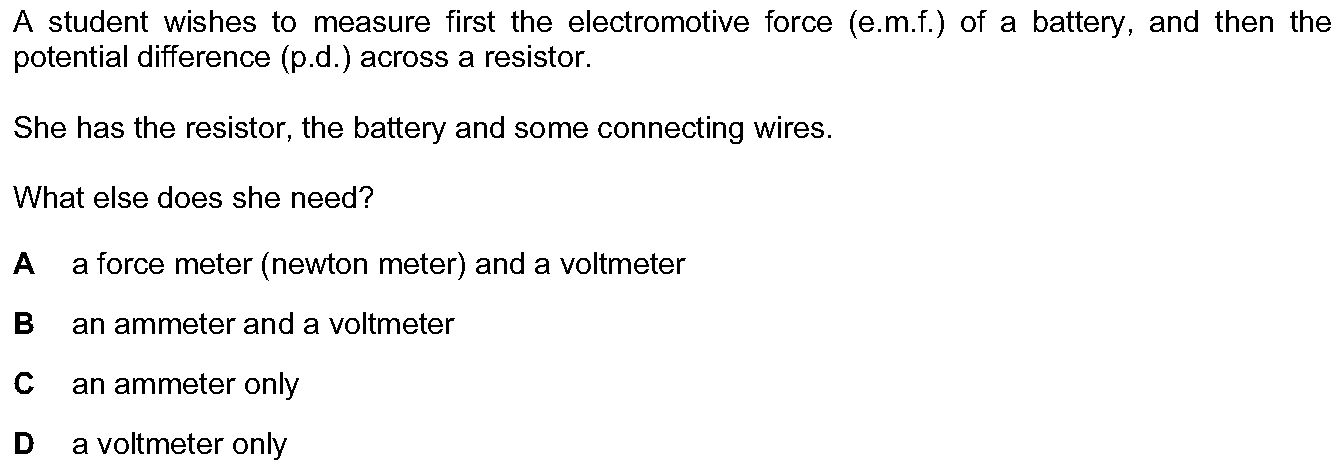 A student wishes to measure first the electromotive force (e.m.f.) of a battery, and then the
potential difference (p.d.) across a resistor.
She has the resistor, the battery and some connecting wires.
What else does she need?
A a force meter (newton meter) and a voltmeter
B an ammeter and a voltmeter
C an ammeter only
D a voltmeter only